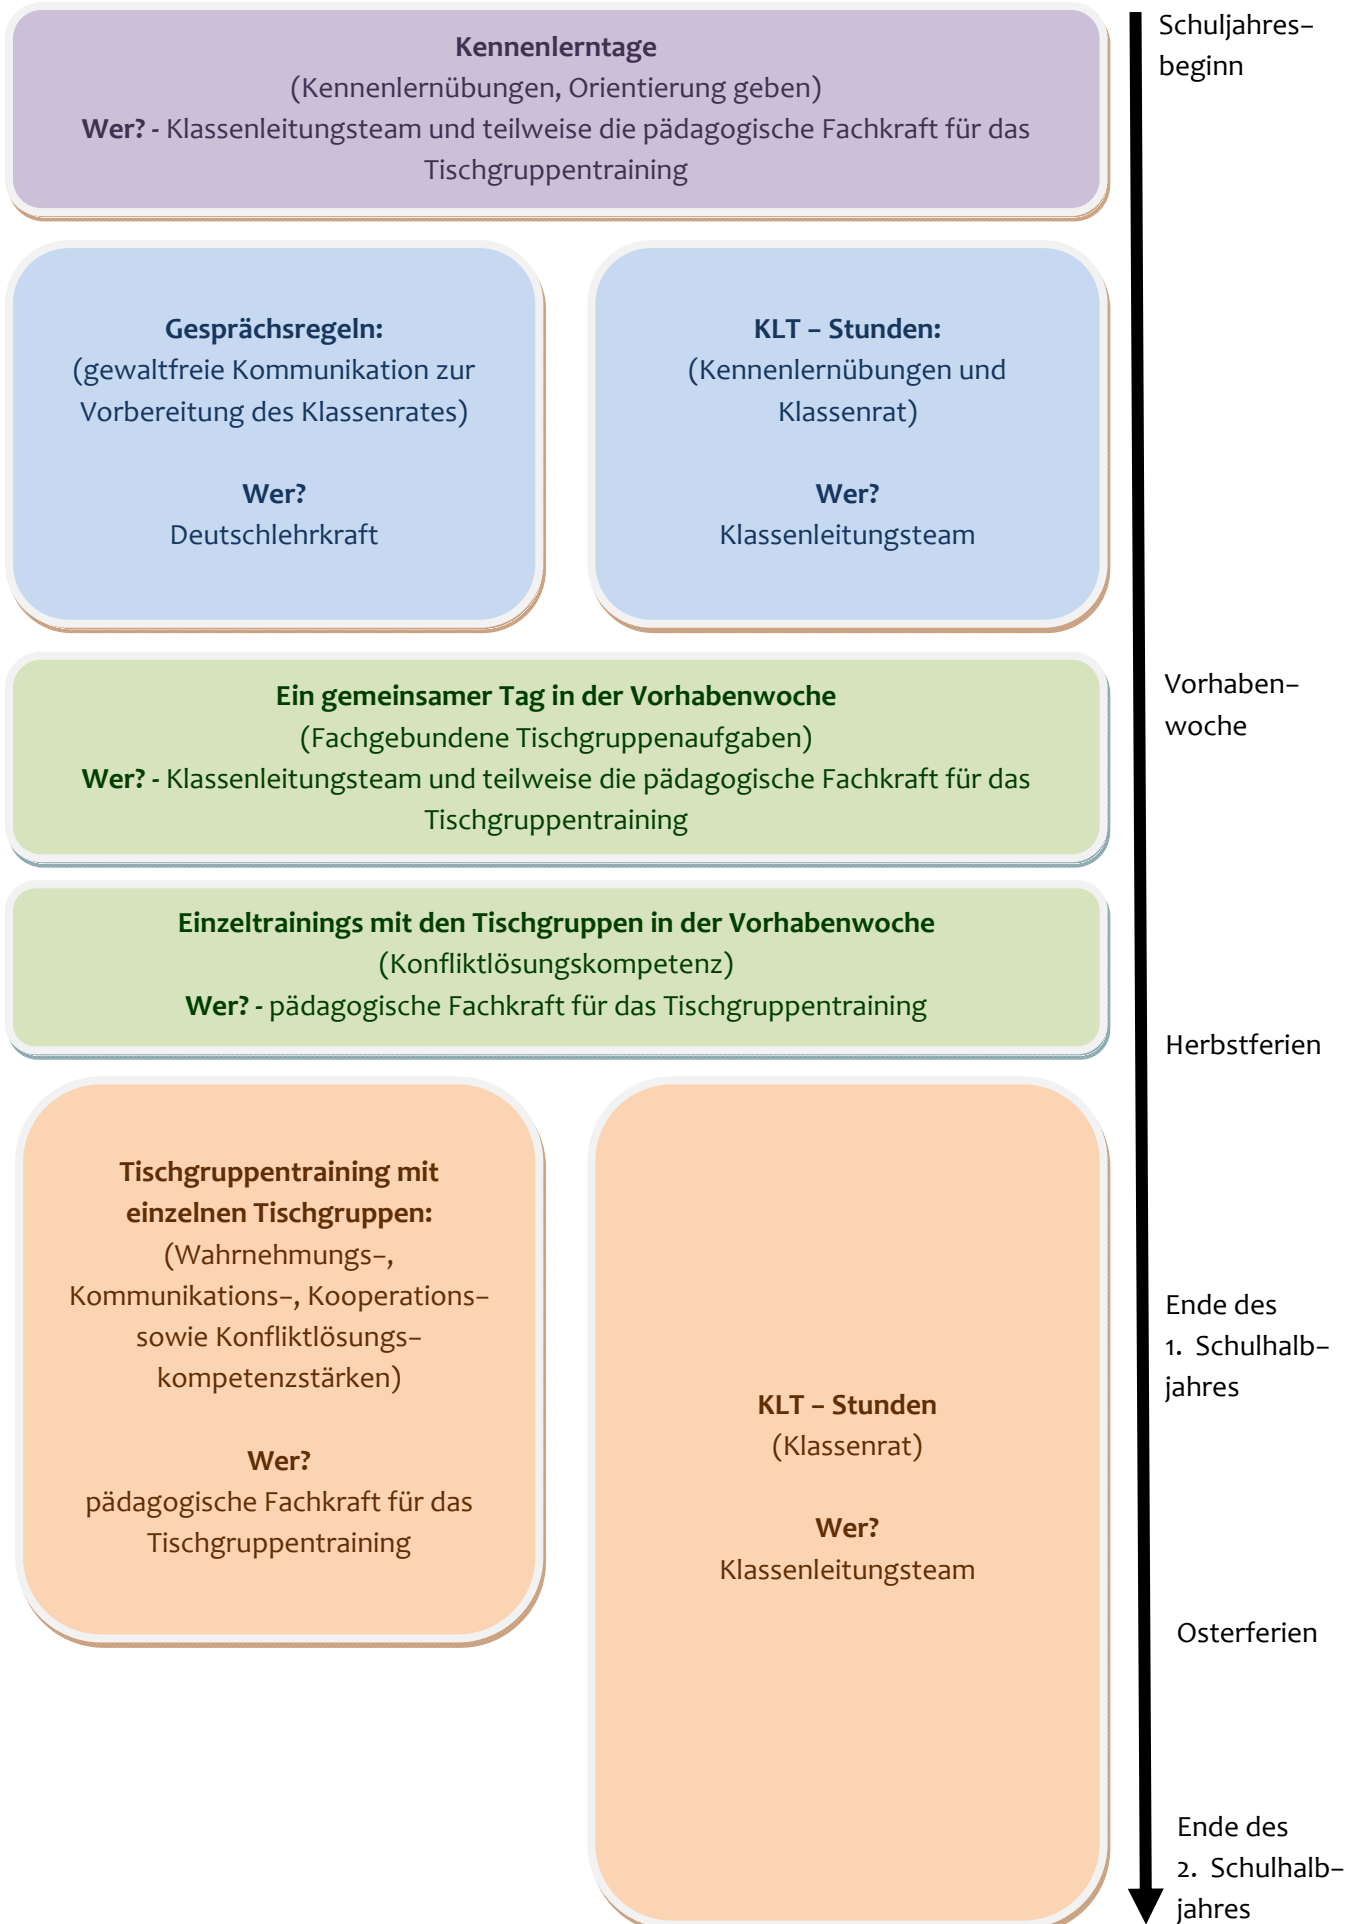 Kennenlerntage
(Kennenlernübungen, Orientierung geben)
Wer? - Klassenleitungsteam und teilweise die pädagogische Fachkraft für das
Tischgruppentraining
Schuljahres–
beginn
Gesprächsregeln:
(gewaltfreie Kommunikation zur
Vorbereitung des Klassenrates)
Wer?
Deutschlehrkraft
KLT – Stunden:
(Kennenlernübungen und
Klassenrat)
Wer?
Klassenleitungsteam
Ein gemeinsamer Tag in der Vorhabenwoche
(Fachgebundene Tischgruppenaufgaben)
Wer? - Klassenleitungsteam und teilweise die pädagogische Fachkraft für das
Tischgruppentraining
Vorhaben–
woche
Einzeltrainings mit den Tischgruppen in der Vorhabenwoche
(Konfliktlösungskompetenz)
Wer? - pädagogische Fachkraft für das Tischgruppentraining
Herbstferien
Tischgruppentraining mit
einzelnen Tischgruppen:
(Wahrnehmungs–,
Kommunikations–, Kooperations–
sowie Konfliktlösungs–
kompetenzstärken)
Wer?
pädagogische Fachkraft für das
Tischgruppentraining
KLT – Stunden
(Klassenrat)
Wer?
Klassenleitungsteam
Ende des
1. Schulhalb–
jahres
Osterferien
Ende des
2. Schulhalb–
jahres